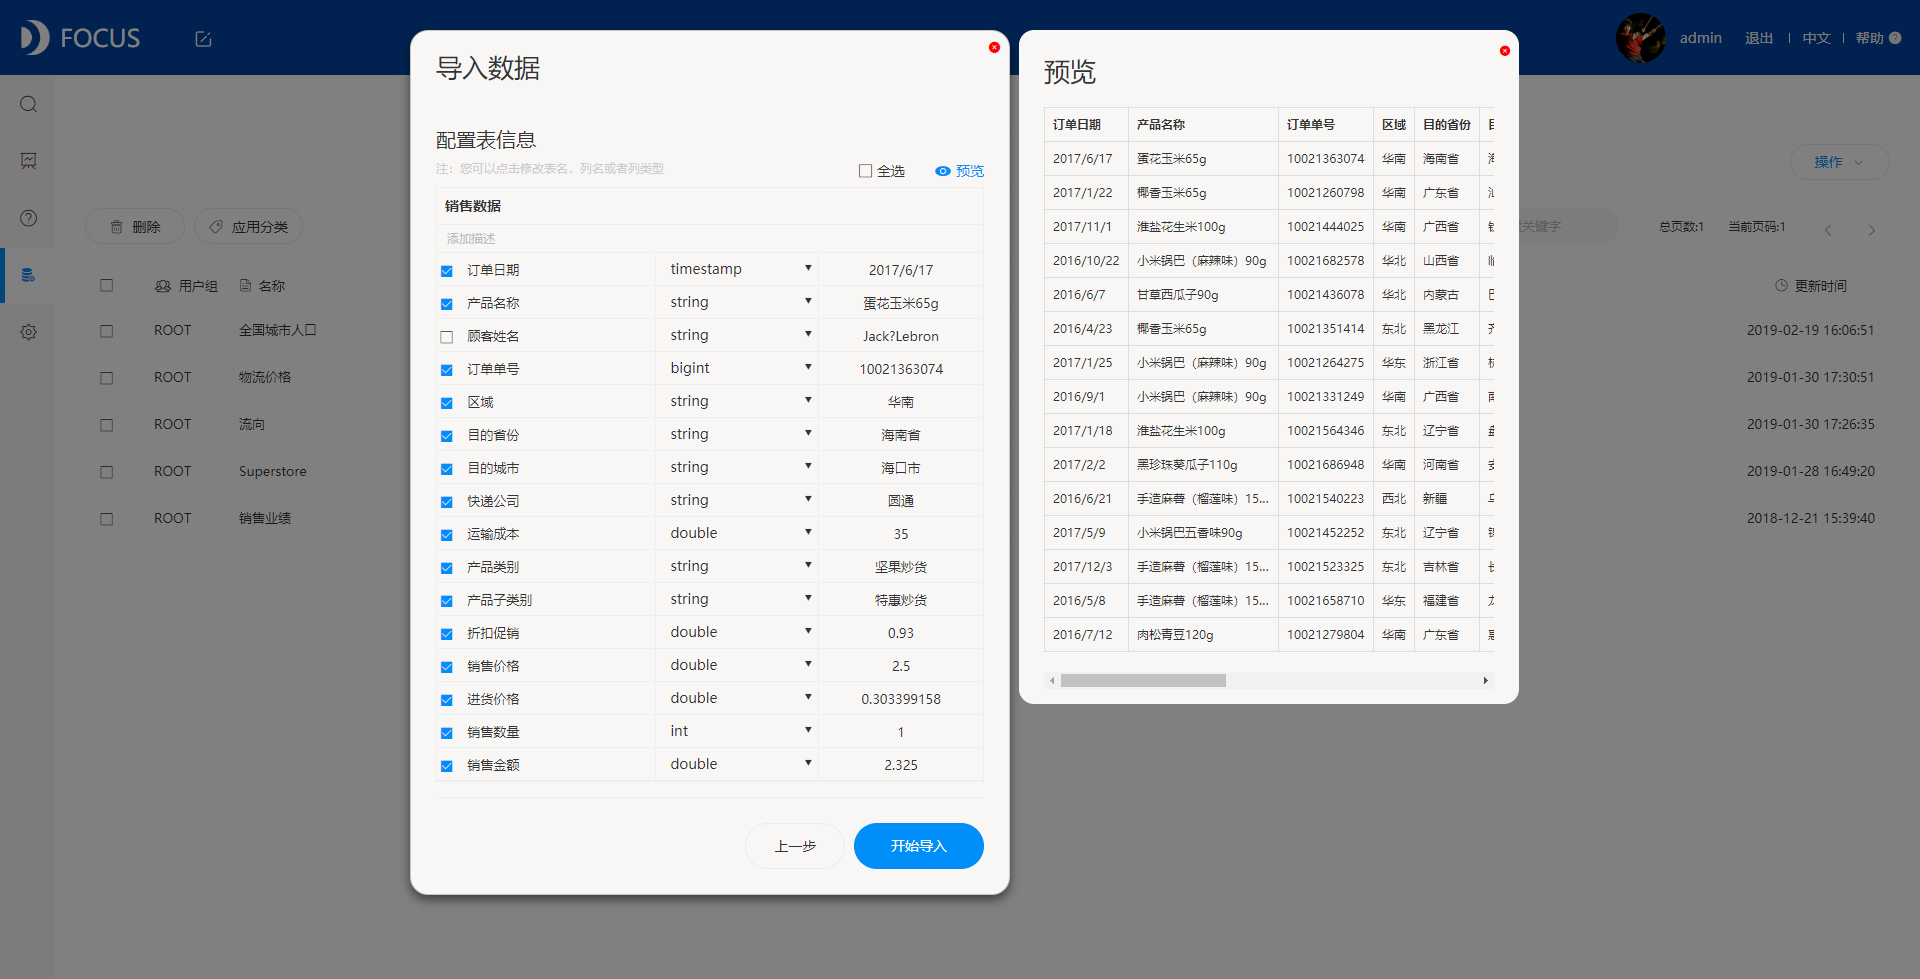 FOCUS
admin 退出 中文 帮助
操作
删除 应用分类
关键字
总页数:1 当前页码:1
用户组 名称 更新时间
ROOT 全国城市人口 2019-02-19 16:06:51
ROOT 物流价格 2019-01-30 17:30:51
ROOT 流向 2019-01-30 17:26:35
ROOT Superstore 2019-01-28 16:49:20
ROOT 销售业绩 2018-12-21 15:39:40
导入数据
配置表信息
注：您可以点击修改表名，列名或者列类型
全选 预览
销售数据
添加描述
订单日期 timestamp 2017/6/17
产品名称 string 蛋花玉米65g
顾客姓名 string Jack?Lebron
订单单号 bigint 10021363074
区域 string 华南
目的省份 string 海南省
目的城市 string 海口市
快递公司 string 圆通
运输成本 double 35
产品类别 string 坚果炒货
产品子类别 string 特惠炒货
折扣促销 double 0.93
销售价格 double 2.5
进货价格 double 0.303399158
销售数量 int 1
销售金额 double 2.325
上一步 开始导入
预览
订单日期 产品名称 订单单号 区域 目的省份
2017/6/17 蛋花玉米65g 10021363074 华南 海南省
2017/1/22 椰香玉米65g 10021260798 华南 广东省
2017/11/1 淮盐花生米100g 10021444025 华南 广西省
2016/10/22 小米锅巴（麻辣味）90g 10021682578 华北 山西省
2016/6/7 甘草西瓜子90g 10021436078 华北 内蒙古
2016/4/23 椰香玉米65g 10021351414 东北 黑龙江
2017/1/25 小米锅巴（麻辣味）90g 10021264275 华东 浙江省
2016/9/1 小米锅巴（麻辣味）90g 10021331249 华南 广西省
2017/1/18 淮盐花生米100g 10021564346 东北 辽宁省
2017/2/2 黑珍珠葵瓜子110g 10021686948 华南 河南省
2016/6/21 手造麻薯（榴莲味）15... 10021540223 西北 新疆
2017/5/9 小米锅巴五香味90g 10021452252 东北 辽宁省
2017/12/3 手造麻薯（榴莲味）15... 10021523325 东北 吉林省
2016/5/8 手造麻薯（榴莲味）15... 10021658710 华东 福建省
2016/7/12 肉松青豆120g 10021279804 华南 广东省